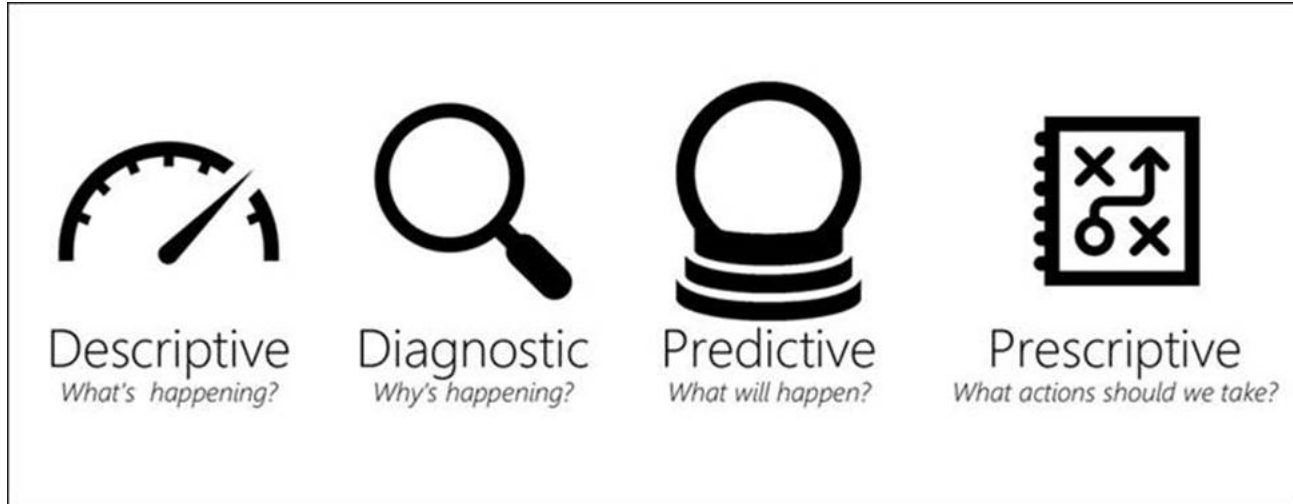 Descriptive
What's happening?
Diagnostic
Why's happening?
Predictive
What will happen?
Prescriptive
What actions should we take?